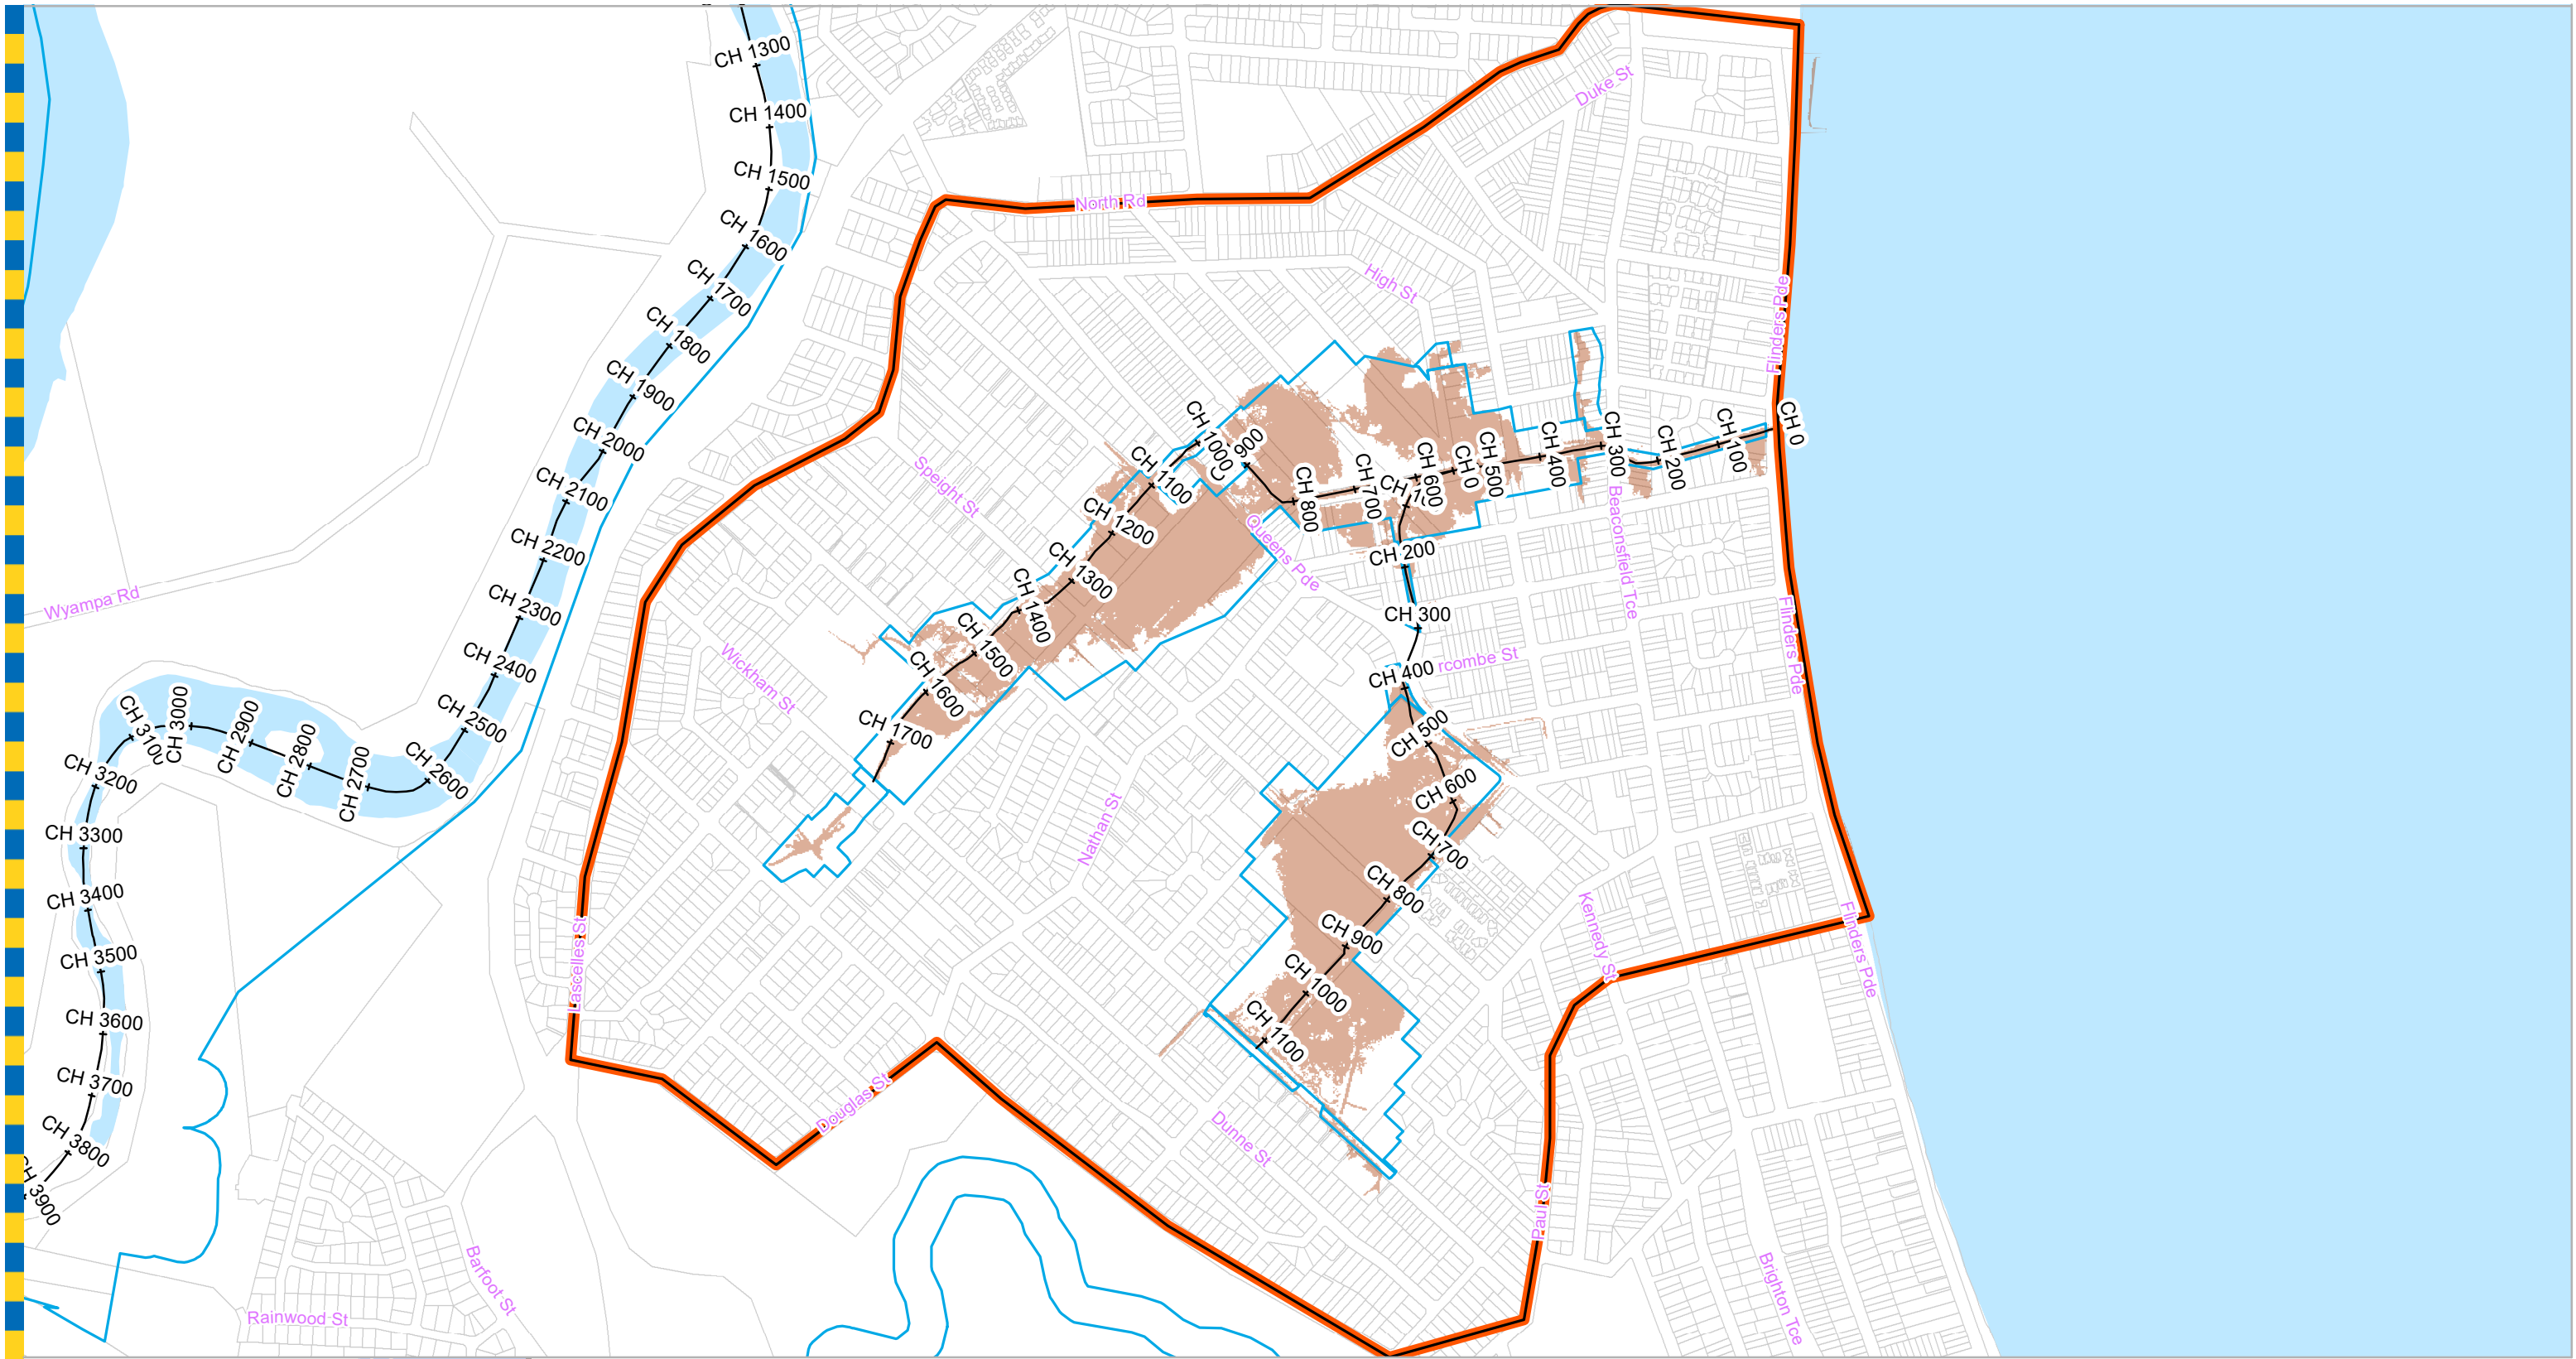 CH 1300
CH 1400
CH 1500
CH 1600
CH 1700
CH 1800
CH 1900
CH 2000
CH 2100
CH 2200
CH 2300
CH 2400
CH 2500
CH 2600
CH 2700
CH 2800
CH 2900
CH 3000
CH 3100
CH 3200
CH 3300
CH 3400
CH 3500
CH 3600
CH 3700
CH 3800
CH 3900
Wyampa Rd
Rainwood St
Barfoot St
Lascelles St
Douglas St
Wickham St
Speight St
Nathan St
North Rd
High St
Duke St
Flinders Pde
Queens Pde
Beaconsfield Tce
Flinders Pde
rcombe St
Kennedy St
Flinders Pde
Dunne St
Paul St
Brighton Tce
CH 0
CH 100
CH 200
CH 300
CH 400
CH 500
CH 600
CH 700
CH 800
900
CH 1000
CH 1100
CH 1200
CH 1300
CH 1400
CH 1500
CH 1600
CH 1700
CH 0
CH 200
CH 300
CH 400
CH 500
CH 600
CH 700
CH 800
CH 900
CH 1000
CH 1100